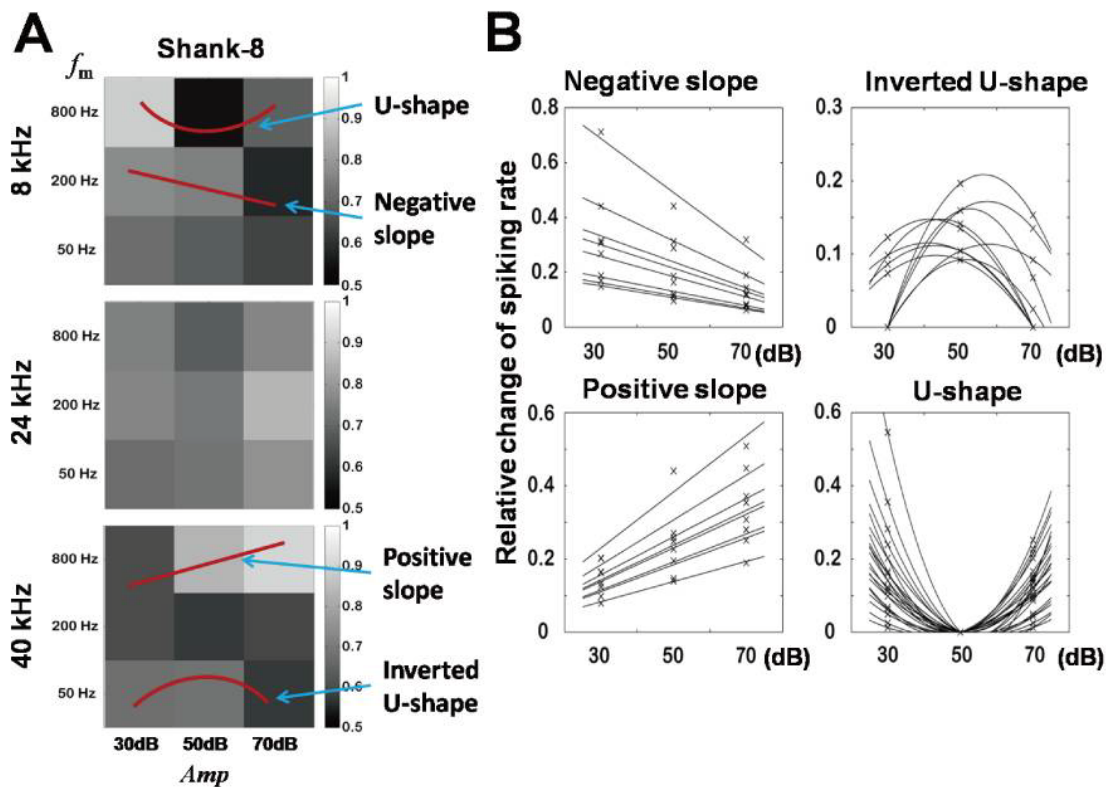 A
Shank-8
fm
8 kHz
800 Hz
200 Hz
50 Hz
1
0.9
0.8
0.7
0.6
0.5
U-shape
Negative
slope
24 kHz
800 Hz
200 Hz
50 Hz
1
0.9
0.8
0.7
0.6
0.5
40 kHz
800 Hz
200 Hz
50 Hz
1
0.9
0.8
0.7
0.6
0.5
Positive
slope
Inverted
U-shape
30dB 50dB 70dB
Amp
B
Relative change of spiking rate
Negative slope
0.8
0.6
0.4
0.2
0
30 50 70 (dB)
Inverted U-shape
0.3
0.2
0.1
0
30 50 70 (dB)
Positive slope
0.6
0.4
0.2
0
30 50 70 (dB)
U-shape
0.6
0.4
0.2
0
30 50 70 (dB)